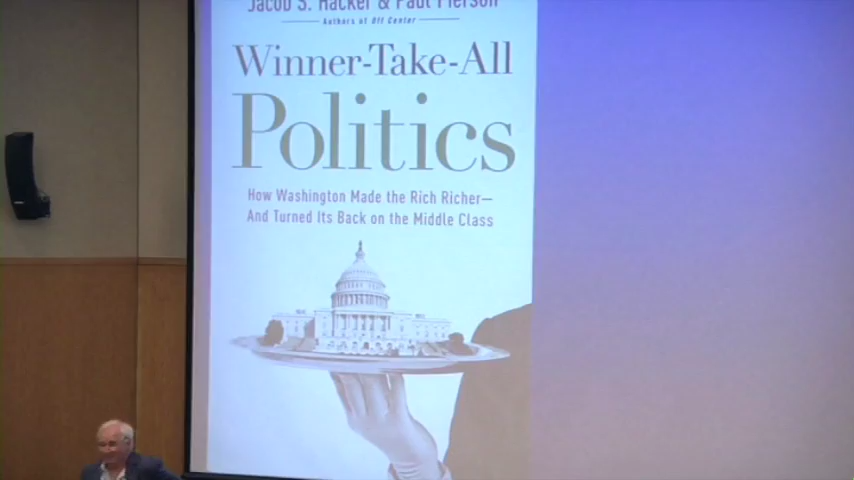 Jacob S. Hacker & Paul Pierson
Authors of Off Center
Winner-Take-All
Politics
How Washington Made the Rich Richer—
And Turned Its Back on the Middle Class